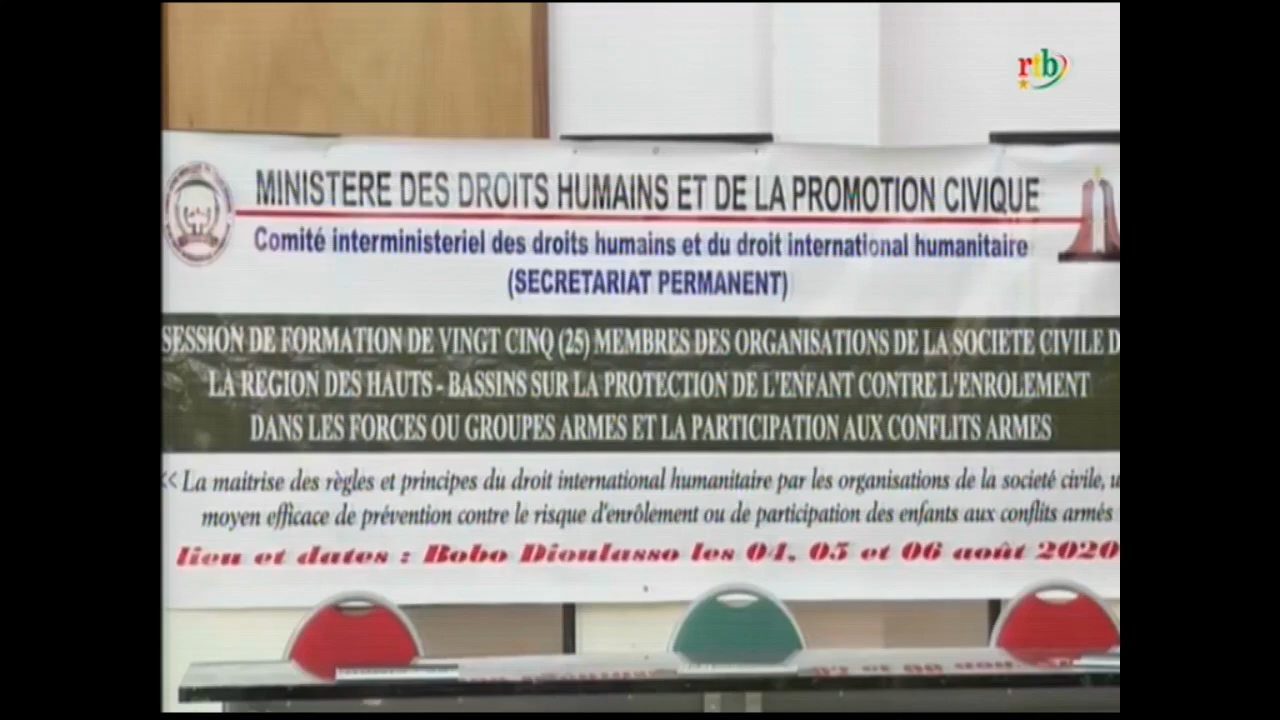 rtb
MINISTERE DES DROITS HUMAINS ET DE LA PROMOTION CIVIQUE
Comité interministeriel des droits humains et du droit international humanitaire
(SECRETARIAT PERMANENT)
SESSION DE FORMATION DE VINGT CINQ (25) MEMBRES DES ORGANISATIONS DE LA SOCIETE CIVILE D
LA REGION DES HAUTS - BASSINS SUR LA PROTECTION DE L'ENFANT CONTRE L'ENROLEMENT
DANS LES FORCES OU GROUPES ARMES ET LA PARTICIPATION AUX CONFLITS ARMES
<< La maitrise des règles et principes du droit international humanitaire par les organisations de la societé civile, u
moyen efficace de prévention contre le risque d'enrôlement ou de participation des enfants aux conflits armés
lieu et dates : Bobo Dioulasso les 04, 05 et 06 août 2020